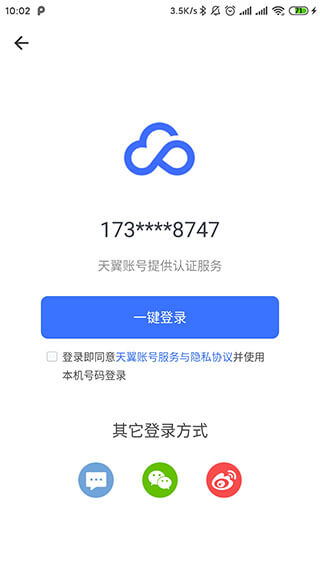 10:02
3.5K/s
71
173****8747
天翼账号提供认证服务
一键登录
登录即同意天翼账号服务与隐私协议并使用
本机号码登录
其它登录方式